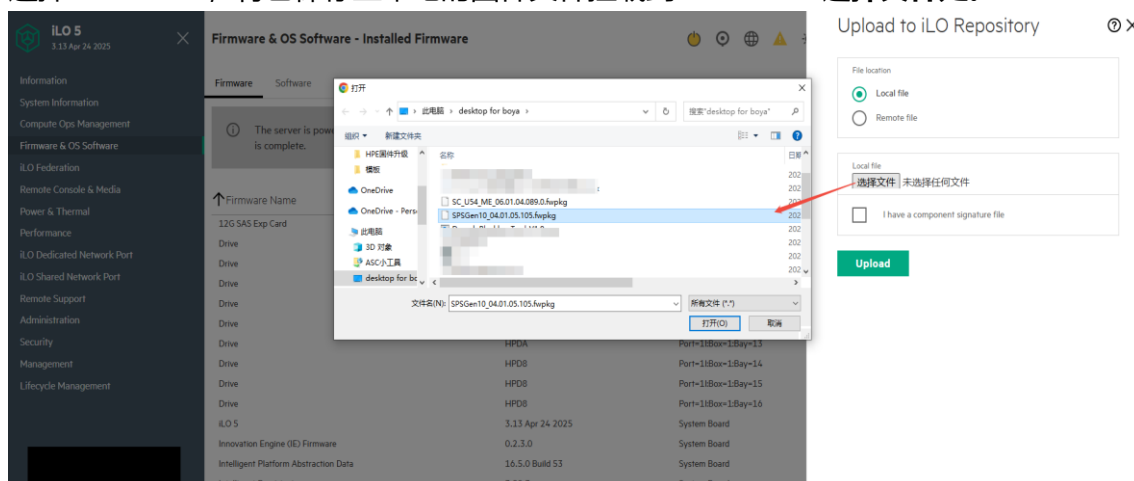 iLO 5
3.13 Apr 24 2025
Information
System Information
Compute Ops Management
Firmware & OS Software
iLO Federation
Remote Console & Media
Power & Thermal
Performance
iLO Dedicated Network Port
iLO Shared Network Port
Remote Support
Administration
Security
Management
Lifecycle Management
Firmware & OS Software - Installed Firmware
Firmware Software
The server is powe
is complete.
Firmware Name
12G SAS Exp Card
Drive
Drive
Drive
Drive
Drive
Drive HPDA Port=1I:Box=1:Bay=13
Drive HPD8 Port=1I:Box=1:Bay=14
Drive HPD8 Port=1I:Box=1:Bay=15
Drive HPD8 Port=1I:Box=1:Bay=16
iLO 5 3.13 Apr 24 2025 System Board
Innovation Engine (IE) Firmware 0.2.3.0 System Board
Intelligent Platform Abstraction Data 16.5.0 Build 53 System Board
打开
此电脑 > desktop for boya >
搜索"desktop for boya"
组织 新建文件夹
HPE固件升级
模板
OneDrive
OneDrive - Pers
此电脑
3D 对象
ASC小工具
desktop for bo
名称 日期
202
202
SC_U54_ME_06.01.04.089.0.fwpkg 202
SPSGen10_04.01.05.105.fwpkg 202
202
202
202
202
文件名(N): SPSGen10_04.01.05.105.fwpkg 所有文件 (*.*)
打开(O) 取消
Upload to iLO Repository
File location
Local file
Remote file
Local file
选择文件 未选择任何文件
I have a component signature file
Upload